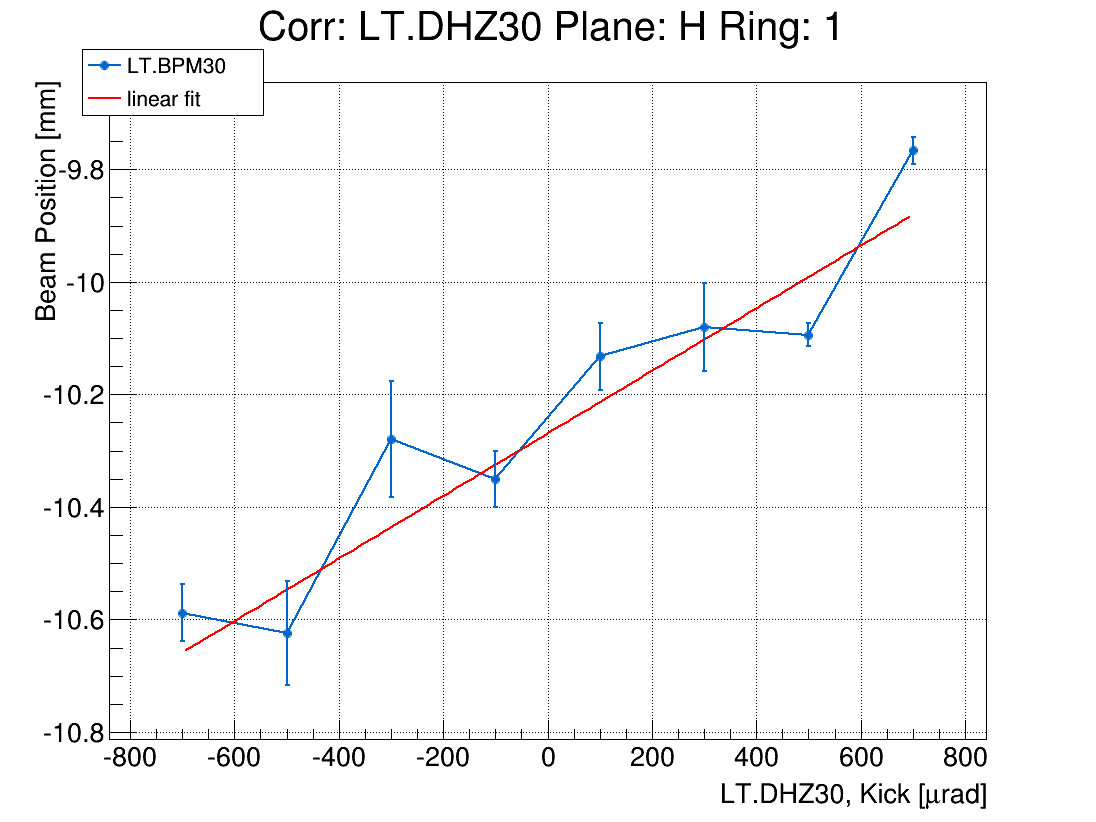 Corr: LT.DHZ30 Plane: H Ring: 1
LT.BPM30
linear fit
Beam Position [mm]
-9.8
-10
-10.2
-10.4
-10.6
-10.8
-800 -600 -400 -200 0 200 400 600 800
LT.DHZ30, Kick [μrad]